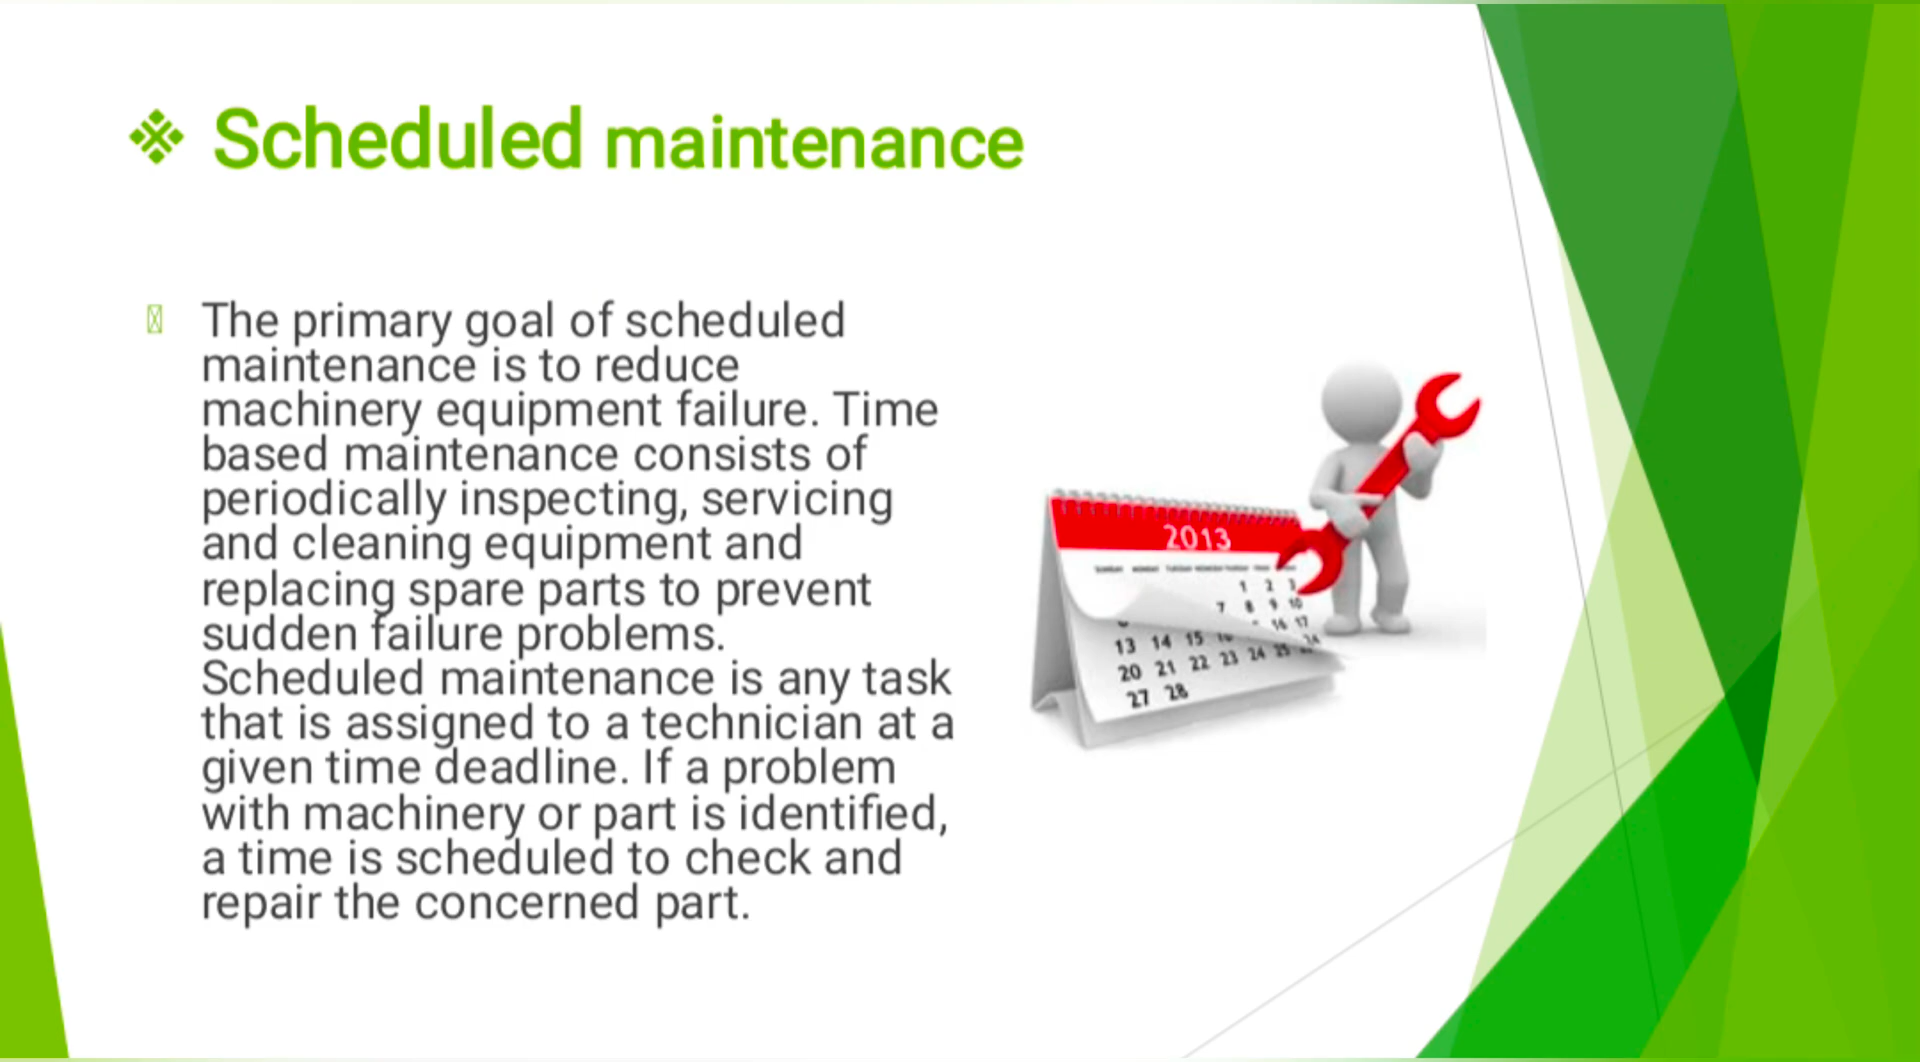 ❖ Scheduled maintenance
The primary goal of scheduled
maintenance is to reduce
machinery equipment failure. Time
based maintenance consists of
periodically inspecting, servicing
and cleaning equipment and
replacing spare parts to prevent
sudden failure problems.
Scheduled maintenance is any task
that is assigned to a technician at a
given time deadline. If a problem
with machinery or part is identified,
a time is scheduled to check and
repair the concerned part.
2013
1 2 3
7 8 9 10
16 17
13 14 15
20 21 22 23 24 25
27 28